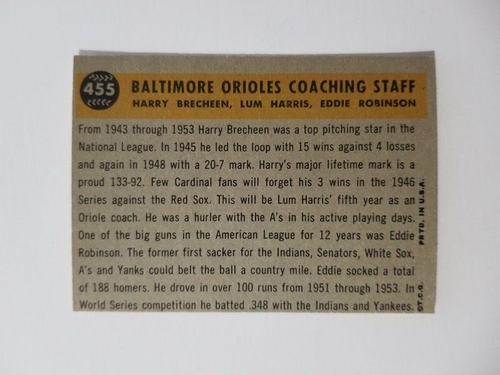 455
BALTIMORE ORIOLES COACHING STAFF
HARRY BRECHEEN, LUM HARRIS, EDDIE ROBINSON
From 1943 through 1953 Harry Brecheen was a top pitching star in the
National League. In 1945 he led the loop with 15 wins against 4 losses
and again in 1948 with a 20-7 mark. Harry's major lifetime mark is a
proud 133-92. Few Cardinal fans will forget his 3 wins in the 1946
Series against the Red Sox. This will be Lum Harris' fifth year as an
Oriole coach. He was a hurler with the A's in his active playing days.
One of the big guns in the American League for 12 years was Eddie
Robinson. The former first sacker for the Indians, Senators, White Sox,
A's and Yanks could belt the ball a country mile. Eddie socked a total
of 188 homers. He drove in over 100 runs from 1951 through 1953. In
World Series competition he batted .348 with the Indians and Yankees.
©T.C.G. PRTD. IN U.S.A.